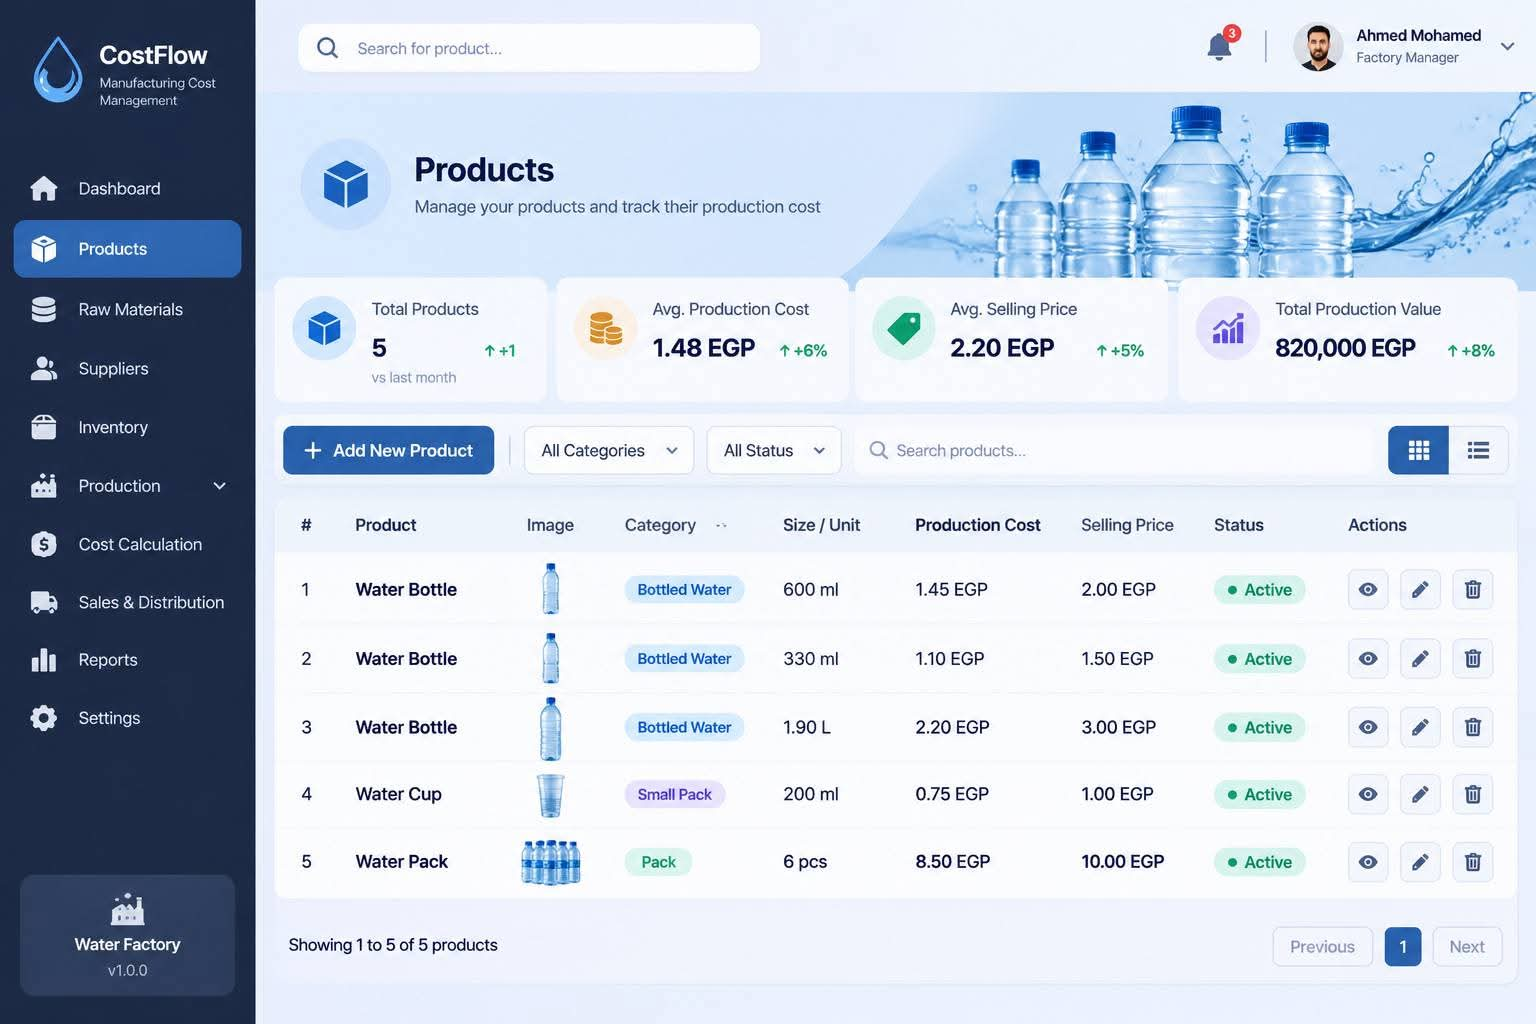 CostFlow
Manufacturing Cost
Management
Dashboard
Products
Raw Materials
Suppliers
Inventory
Production
Cost Calculation
Sales & Distribution
Reports
Settings
Water Factory
v1.0.0
Search for product...
3
Ahmed Mohamed
Factory Manager
Products
Manage your products and track their production cost
Total Products
5 ↑ +1
vs last month
Avg. Production Cost
1.48 EGP ↑ +6%
Avg. Selling Price
2.20 EGP ↑ +5%
Total Production Value
820,000 EGP ↑ +8%
+ Add New Product All Categories All Status Search products...
# Product Image Category Size / Unit Production Cost Selling Price Status Actions
1 Water Bottle Bottled Water 600 ml 1.45 EGP 2.00 EGP Active
2 Water Bottle Bottled Water 330 ml 1.10 EGP 1.50 EGP Active
3 Water Bottle Bottled Water 1.90 L 2.20 EGP 3.00 EGP Active
4 Water Cup Small Pack 200 ml 0.75 EGP 1.00 EGP Active
5 Water Pack Pack 6 pcs 8.50 EGP 10.00 EGP Active
Showing 1 to 5 of 5 products
Previous 1 Next